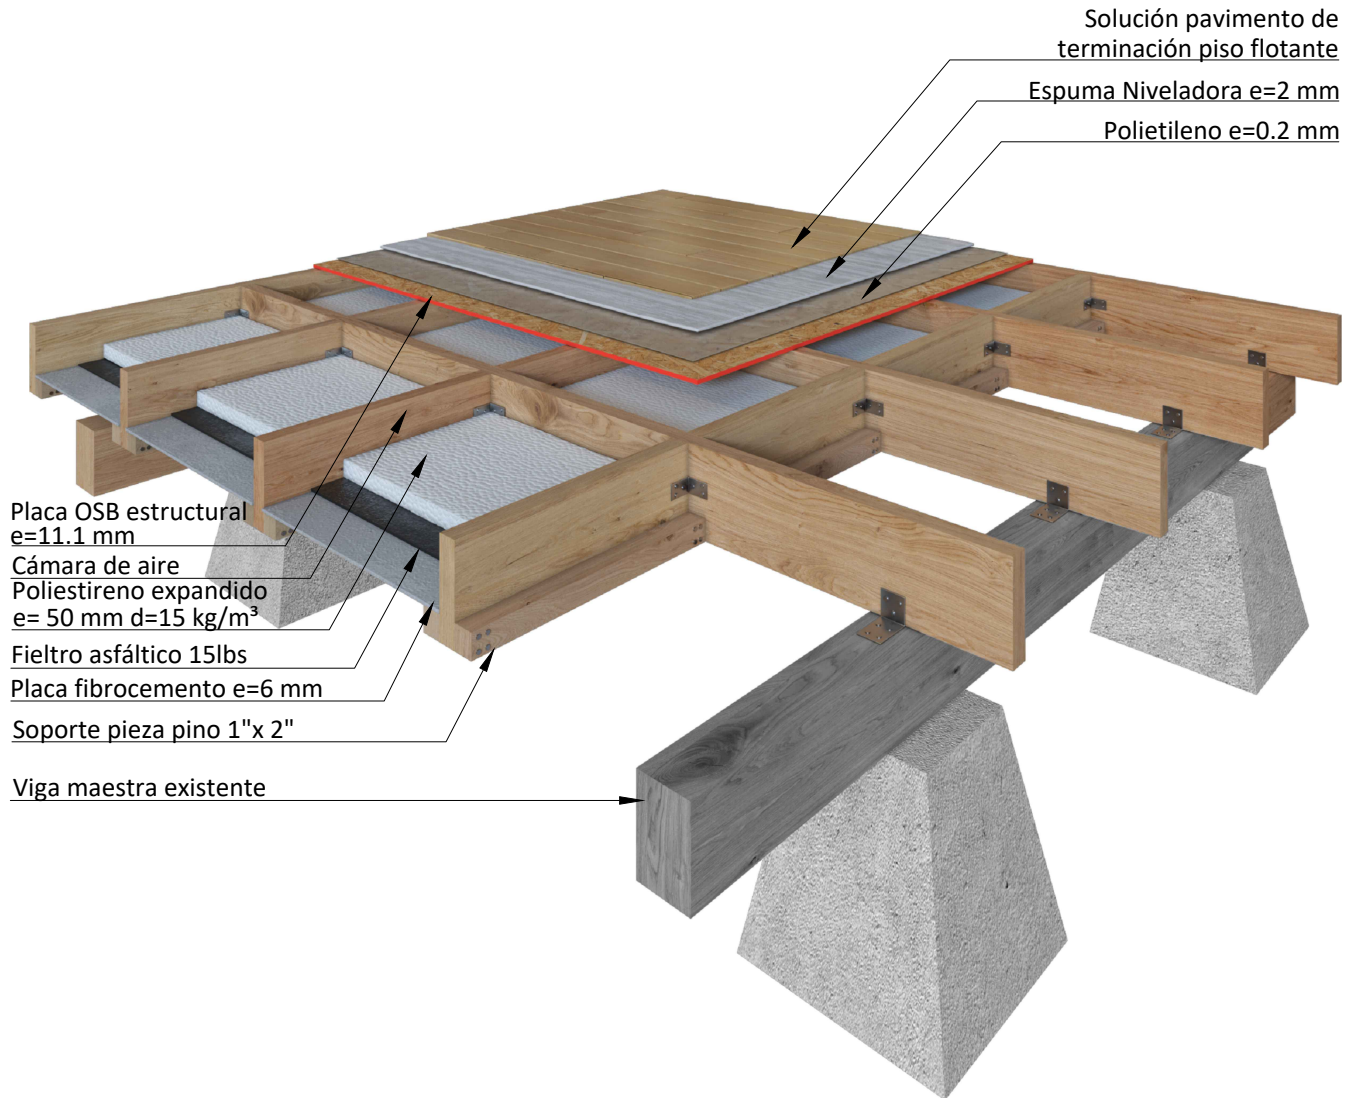 Solución pavimento de
terminación piso flotante
Espuma Niveladora e=2 mm
Polietileno e=0.2 mm
Placa OSB estructural
e=11.1 mm
Cámara de aire
Poliestireno expandido
e= 50 mm d=15 kg/m³
Fieltro asfáltico 15lbs
Placa fibrocemento e=6 mm
Soporte pieza pino 1"x 2"
Viga maestra existente